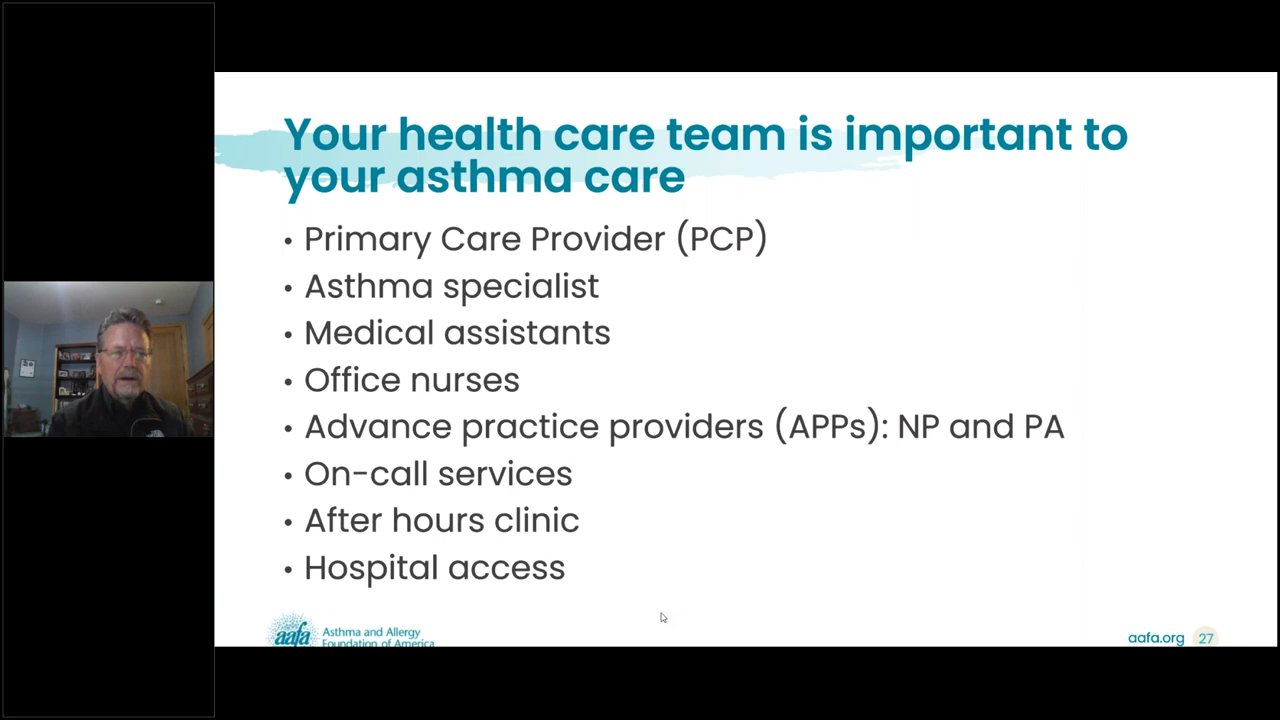 Your health care team is important to
your asthma care
• Primary Care Provider (PCP)
• Asthma specialist
• Medical assistants
• Office nurses
• Advance practice providers (APPs): NP and PA
• On-call services
• After hours clinic
• Hospital access
aafa
Asthma and Allergy
Foundation of America
aafa.org 27